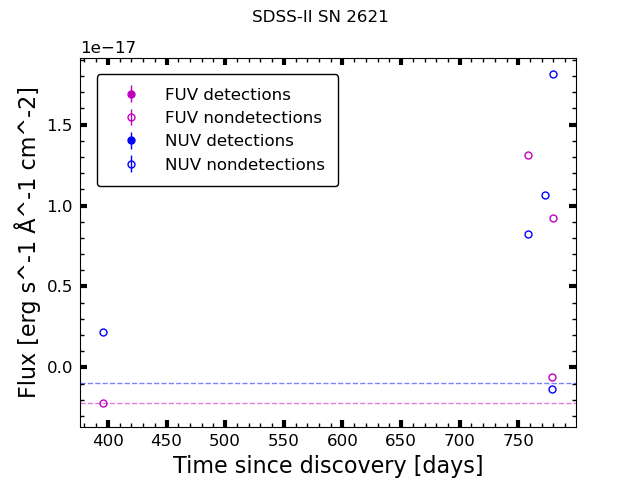 SDSS-II SN 2621
1e−17
FUV detections
FUV nondetections
NUV detections
NUV nondetections
1.5
1.0
0.5
0.0
Flux [erg s^-1 Å^-1 cm^-2]
400 450 500 550 600 650 700 750
Time since discovery [days]